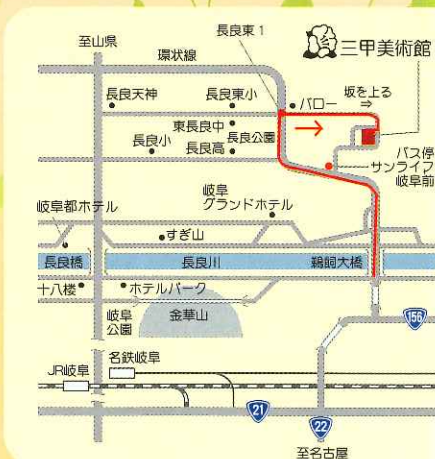 長良東1
至山県
環状線
三甲美術館
長良天神
長良東小
バロー
坂を上る
⇒
東長良中
長良公園
長良小
長良高
バス停
サンライフ
岐阜前
岐阜
グランドホテル
岐阜都ホテル
すぎ山
長良橋
長良川
鵜飼大橋
十八楼
ホテルパーク
岐阜
公園
金華山
156
名鉄岐阜
JR岐阜
21
22
至名古屋